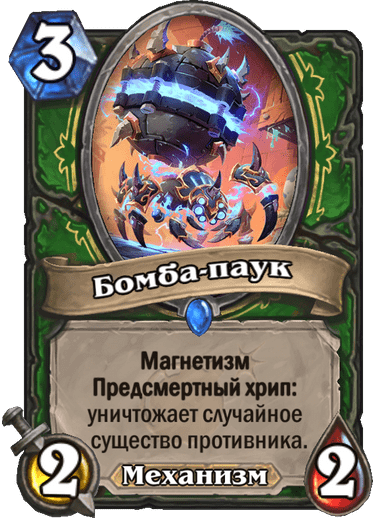 3
Бомба-паук
Магнетизм
Предсмертный хрип:
уничтожает случайное
существо противника.
2 Механизм 2